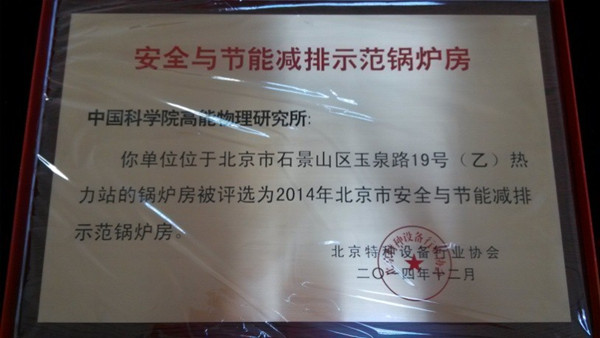 安全与节能减排示范锅炉房
中国科学院高能物理研究所:
你单位位于北京市石景山区玉泉路19号（乙）热
力站的锅炉房被评选为2014年北京市安全与节能减排
示范锅炉房。
北京特种设备行业协会
二〇一四年十二月